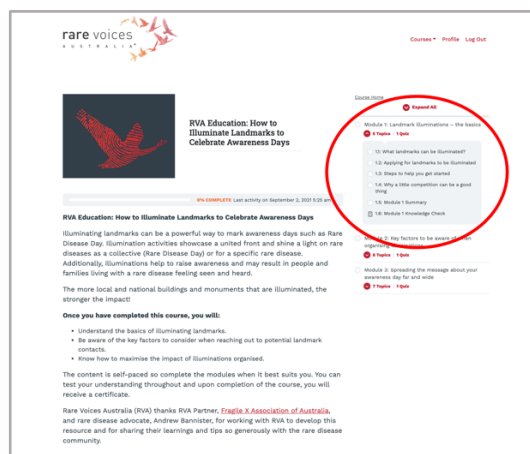 rare voices
AUSTRALIA
Courses Profile Log Out
RVA Education: How to
Illuminate Landmarks to
Celebrate Awareness Days
0% COMPLETE Last activity on September 2, 2021 5:25 am
RVA Education: How to Illuminate Landmarks to Celebrate Awareness Days
Illuminating landmarks can be a powerful way to mark awareness days such as Rare
Disease Day. Illumination activities showcase a united front and shine a light on rare
diseases as a collective (Rare Disease Day) or for a specific rare disease.
Additionally, illuminations help to raise awareness and may result in people and
families living with a rare disease feeling seen and heard.
The more local and national buildings and monuments that are illuminated, the
stronger the impact!
Once you have completed this course, you will:
• Understand the basics of illuminating landmarks.
• Be aware of the key factors to consider when reaching out to potential landmark
contacts.
• Know how to maximise the impact of illuminations organised.
The content is self-paced so complete the modules when it best suits you. You can
test your understanding throughout and upon completion of the course, you will
receive a certificate.
Rare Voices Australia (RVA) thanks RVA Partner, Fragile X Association of Australia,
and rare disease advocate, Andrew Bannister, for working with RVA to develop this
resource and for sharing their learnings and tips so generously with the rare disease
community.
Course Home
Expand All
Module 1: Landmark Illuminations – the basics
5 Topics | 1 Quiz
1.1: What landmarks can be illuminated?
1.2: Applying for landmarks to be illuminated
1.3: Steps to help you get started
1.4: Why a little competition can be a good
thing
1.5: Module 1 Summary
1.6: Module 1 Knowledge Check
Module 2: Key factors to be aware of when
organising
6 Topics | 1 Quiz
Module 3: Spreading the message about your
awareness day far and wide
7 Topics | 1 Quiz